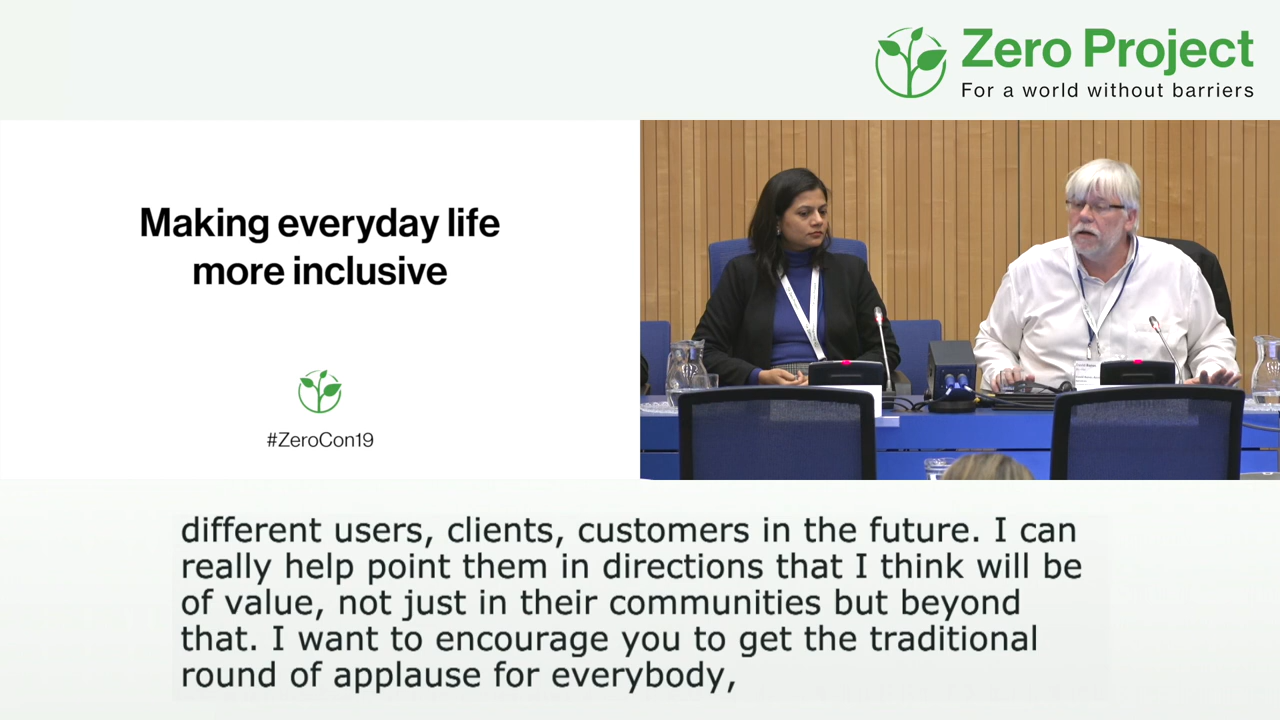 Zero Project
For a world without barriers
Making everyday life
more inclusive
#ZeroCon19
different users, clients, customers in the future. I can
really help point them in directions that I think will be
of value, not just in their communities but beyond
that. I want to encourage you to get the traditional
round of applause for everybody,